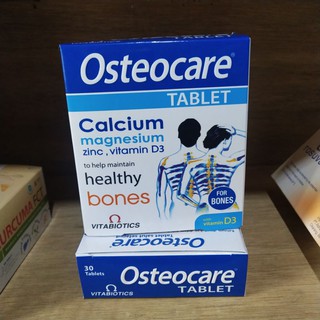 Osteocare®
TABLET
Calcium
magnesium
zinc, vitamin D3
to help maintain
healthy
bones
FOR
BONES
with vitamin D3
VITABIOTICS
30
Tablets
Osteocare
TABLET
VITABIOTICS